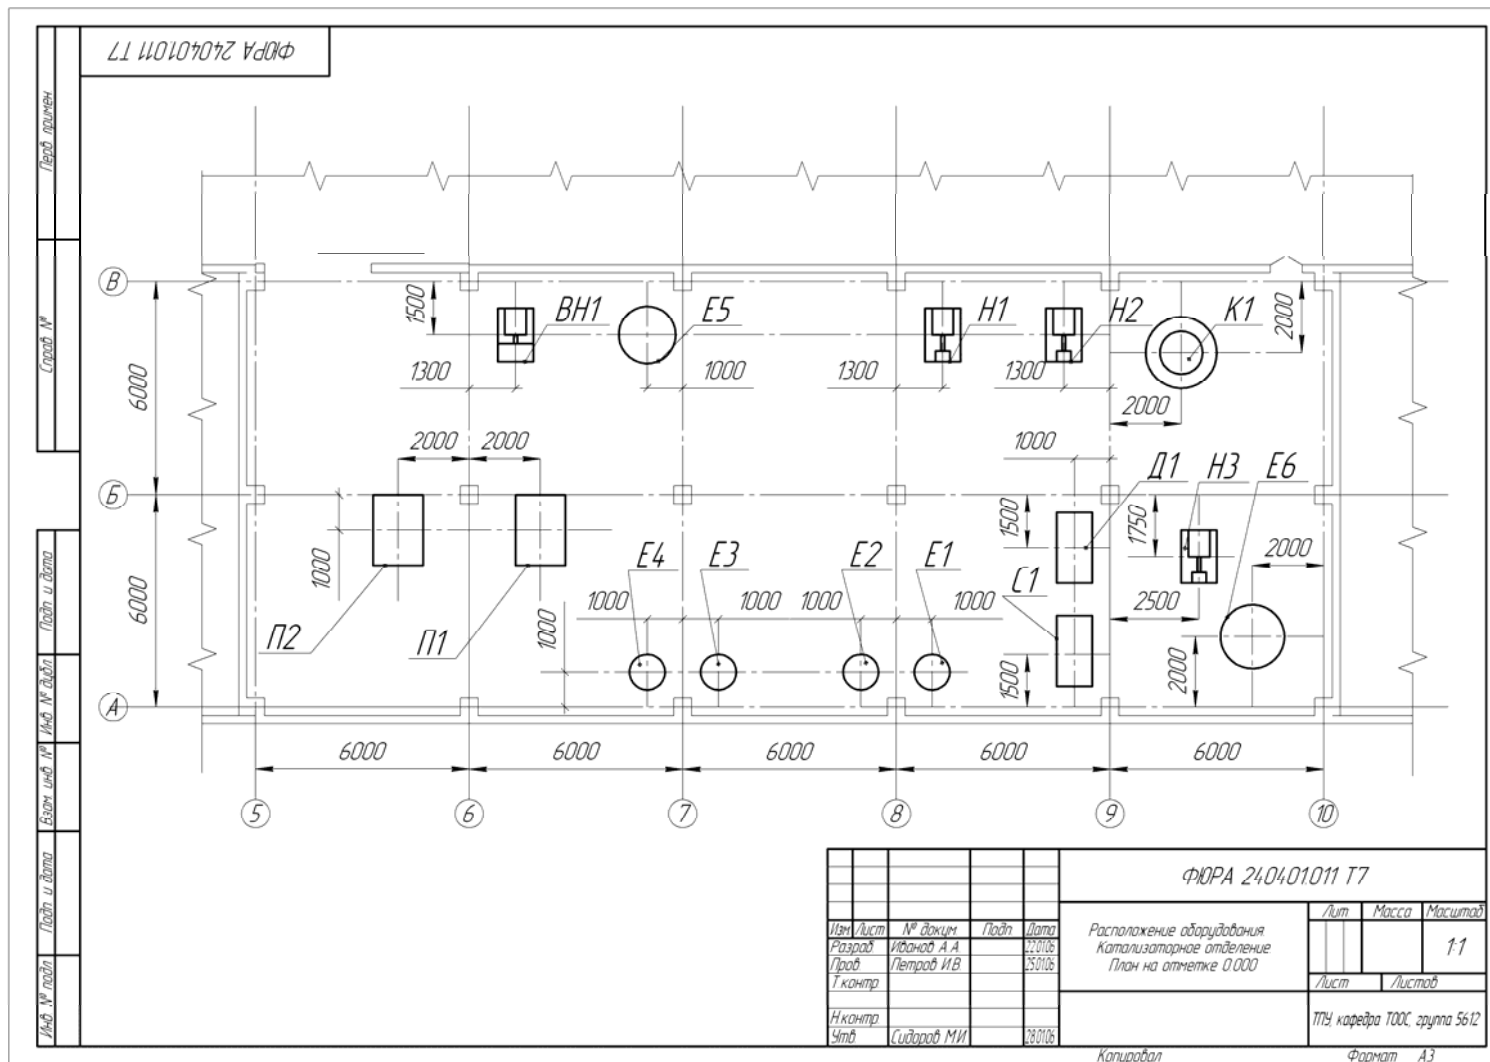 ФЮРА 240401.011 Т7
Перв. примен.
Справ. №
Подп. и дата
Инв. № дубл.
Взам. инв. №
Подп. и дата
Инв. № подл.
В
Б
А
6000
6000
1500
ВН1
Е5
Н1
Н2
К1
2000
1300
1000
1300
1300
2000
2000
2000
1000
Д1
Н3
Е6
1000
1500
1750
2000
П2
П1
Е4
Е3
Е2
Е1
С1
1000
1000
1000
1000
1000
2500
1500
2000
6000
6000
6000
6000
6000
5
6
7
8
9
10
ФЮРА 240401.011 Т7
Изм. Лист № докум. Подп. Дата
Разраб. Иванов А.А. 22.01.06
Пров. Петров И.В. 25.01.06
Т.контр.
Н.контр.
Утв. Сидоров М.И. 28.01.06
Расположение оборудования.
Катализаторное отделение.
План на отметке 0.000
Лит. Масса Масштаб
1:1
Лист Листов
ТПУ, кафедра ТООС, группа 5612
Копировал Формат А3